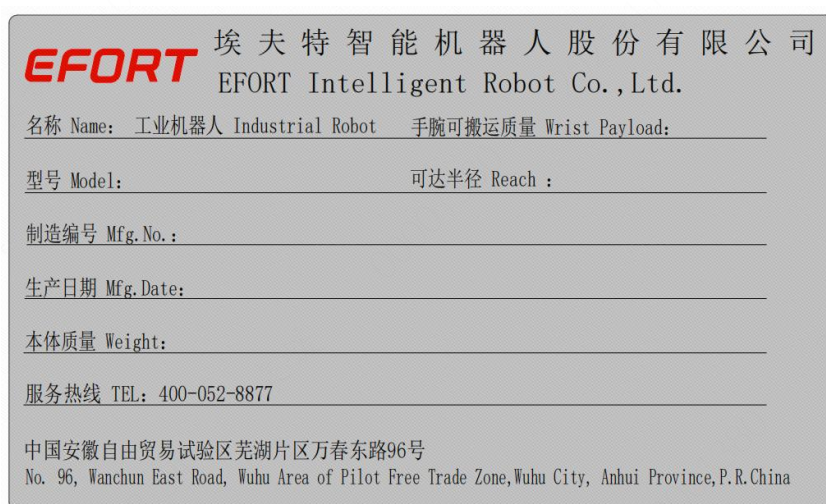 EFORT 埃夫特智能机器人股份有限公司
EFORT Intelligent Robot Co.,Ltd.
名称 Name: 工业机器人 Industrial Robot 手腕可搬运质量 Wrist Payload:
型号 Model: 可达半径 Reach :
制造编号 Mfg.No.:
生产日期 Mfg.Date:
本体质量 Weight:
服务热线 TEL: 400-052-8877
中国安徽自由贸易试验区芜湖片区万春东路96号
No. 96, Wanchun East Road, Wuhu Area of Pilot Free Trade Zone,Wuhu City, Anhui Province,P.R.China